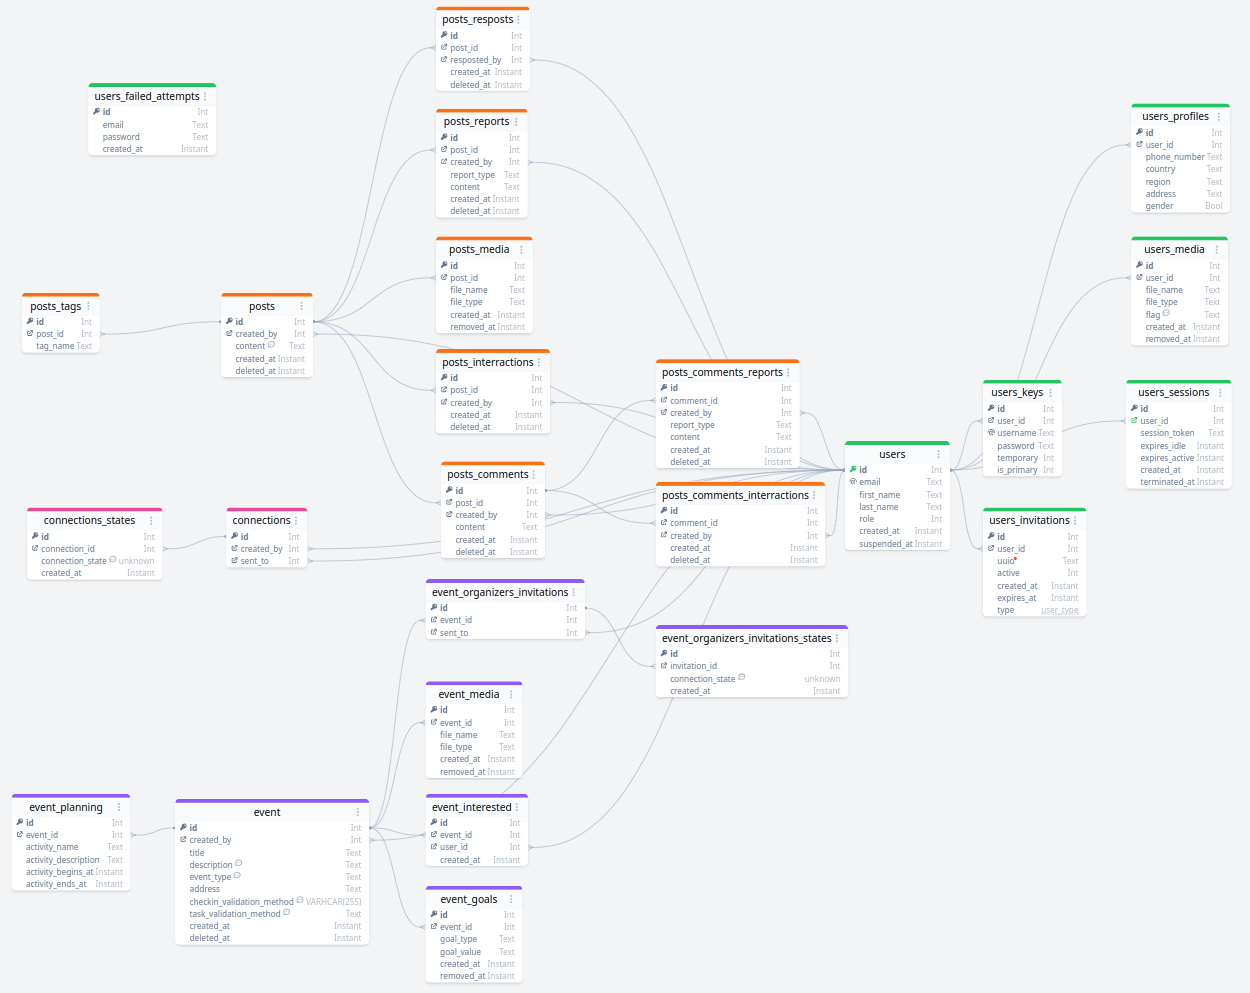 posts_resposts
id Int
post_id Int
resposted_by Int
created_at Instant
deleted_at Instant
users_failed_attempts
id Int
email Text
password Text
created_at Instant
posts_reports
id Int
post_id Int
created_by Int
report_type Text
content Text
created_at Instant
deleted_at Instant
users_profiles
id Int
user_id Int
phone_number Text
country Text
region Text
address Text
gender Bool
posts_media
id Int
post_id Int
file_name Text
file_type Text
created_at Instant
removed_at Instant
users_media
id Int
user_id Int
file_name Text
file_type Text
flag Text
created_at Instant
removed_at Instant
posts_tags
id Int
post_id Int
tag_name Text
posts
id Int
created_by Int
content Text
created_at Instant
deleted_at Instant
posts_interractions
id Int
post_id Int
created_by Int
created_at Instant
deleted_at Instant
posts_comments_reports
id Int
comment_id Int
created_by Int
report_type Text
content Text
created_at Instant
deleted_at Instant
users_keys
id Int
user_id Int
username Text
password Text
temporary Int
is_primary Int
users_sessions
id Int
user_id Int
session_token Text
expires_idle Instant
expires_active Instant
created_at Instant
terminated_at Instant
users
id Int
email Text
first_name Text
last_name Text
role Int
created_at Instant
suspended_at Instant
posts_comments
id Int
post_id Int
created_by Int
content Text
created_at Instant
deleted_at Instant
posts_comments_interractions
id Int
comment_id Int
created_by Int
created_at Instant
deleted_at Instant
connections_states
id Int
connection_id Int
connection_state unknown
created_at Instant
connections
id Int
created_by Int
sent_to Int
users_invitations
id Int
user_id Int
Text
active Int
created_at Instant
expires_at Instant
type user_type
event_organizers_invitations
id Int
event_id Int
sent_to Int
event_organizers_invitations_states
id Int
invitation_id Int
connection_state unknown
created_at Instant
event_media
id Int
event_id Int
file_name Text
file_type Text
created_at Instant
removed_at Instant
event_planning
id Int
event_id Int
activity_name Text
activity_description Text
activity_begins_at Instant
activity_ends_at Instant
event
id Int
created_by Int
title Text
description Text
event_type Text
address Text
checkin_validation_method VARHCAR(255)
task_validation_method Text
created_at Instant
deleted_at Instant
event_interested
id Int
event_id Int
user_id Int
created_at Instant
event_goals
id Int
event_id Int
goal_type Text
goal_value Text
created_at Instant
removed_at Instant